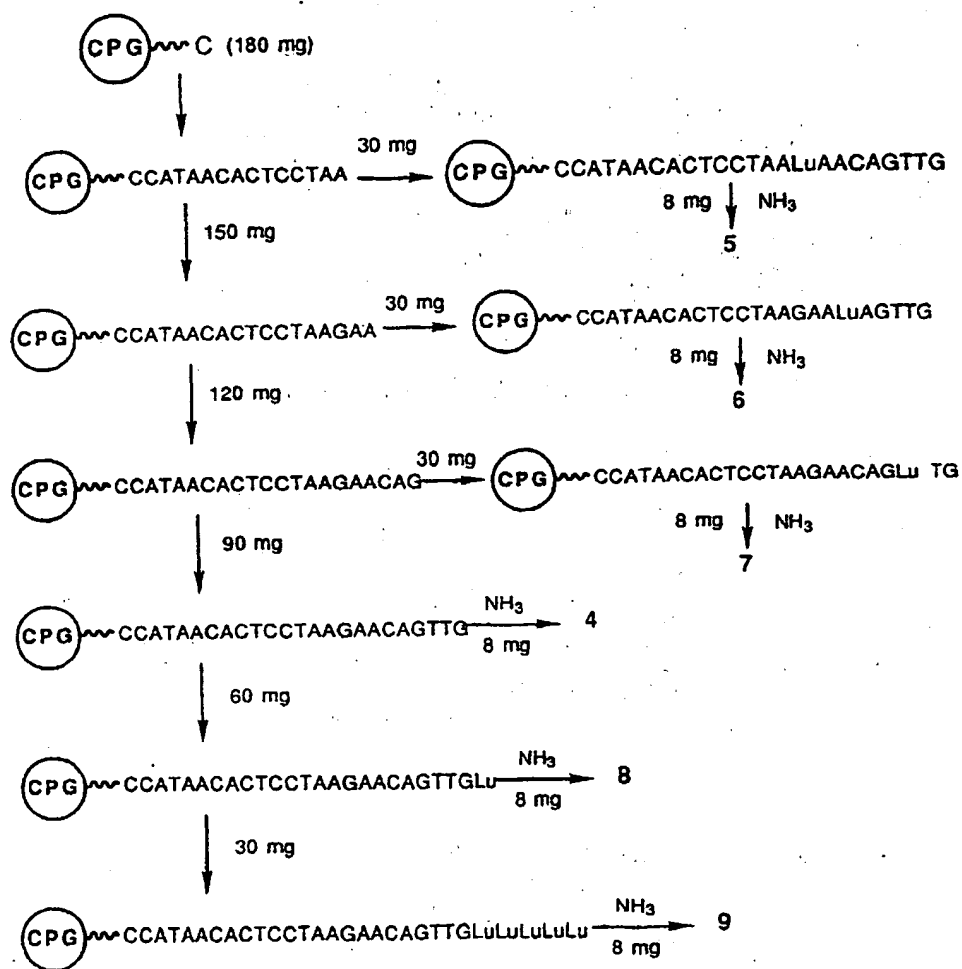 CPG C (180 mg)
30 mg
CPG CCATAACACTCCTAA
CPG CCATAACACTCCTAALuAACAGTTG
8 mg NH3
5
150 mg
30 mg
CPG CCATAACACTCCTAAGAA
CPG CCATAACACTCCTAAGAALuAGTTG
8 mg NH3
6
120 mg
30 mg
CPG CCATAACACTCCTAAGAACAG
CPG CCATAACACTCCTAAGAACAGLu TG
8 mg NH3
7
90 mg
CPG CCATAACACTCCTAAGAACAGTTG
NH3
8 mg
4
60 mg
CPG CCATAACACTCCTAAGAACAGTTGLu
NH3
8 mg
8
30 mg
CPG CCATAACACTCCTAAGAACAGTTGLuLuLuLuLu
NH3
8 mg
9